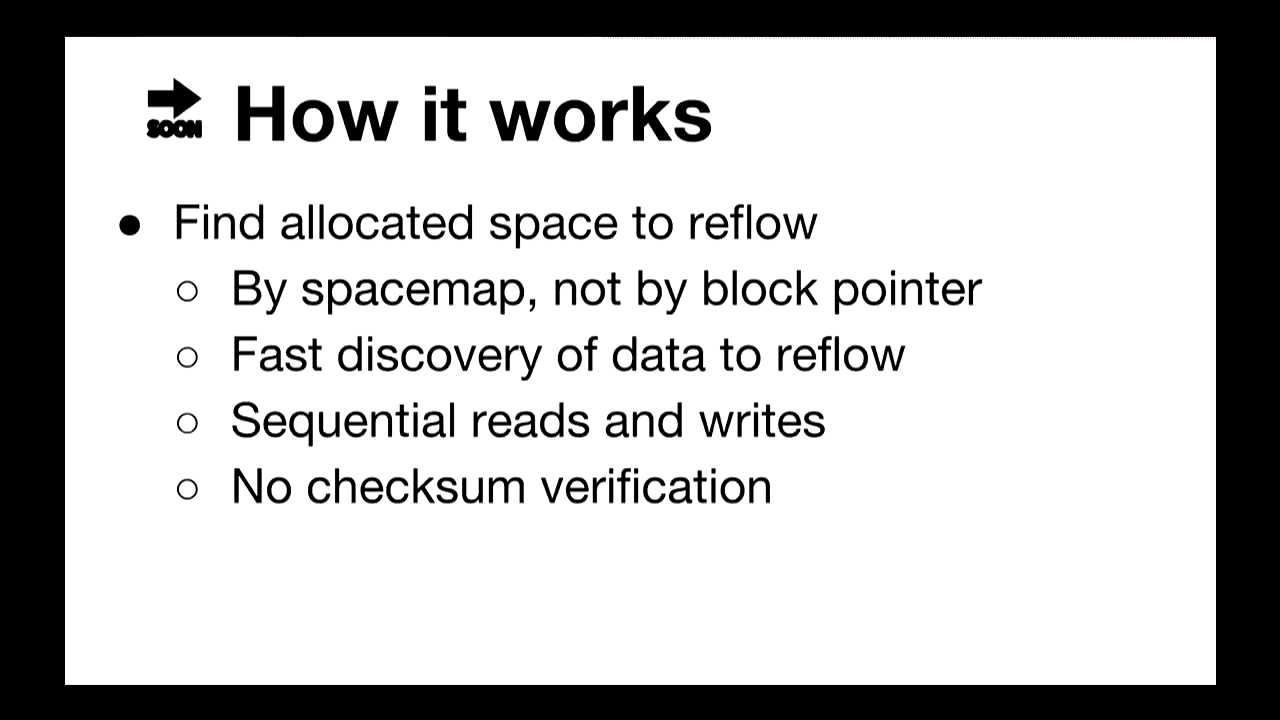 SOON How it works
● Find allocated space to reflow
○ By spacemap, not by block pointer
○ Fast discovery of data to reflow
○ Sequential reads and writes
○ No checksum verification